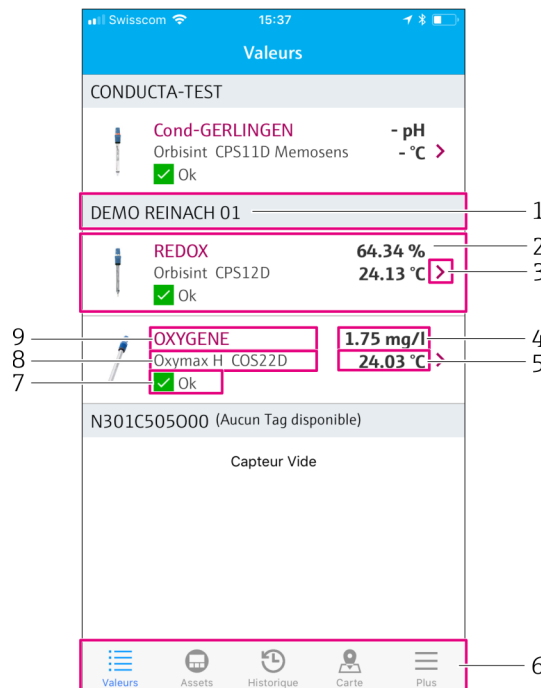 Swisscom 15:37
Valeurs
CONDUCTA-TEST
Cond-GERLINGEN - pH
Orbisint CPS11D Memosens - °C
Ok
DEMO REINACH 01 1
REDOX 64.34 % 2
Orbisint CPS12D 24.13 °C 3
Ok
9 OXYGENE 1.75 mg/l 4
8 Oxymax H COS22D 24.03 °C 5
7 Ok
N301C505O00 (Aucun Tag disponible)
Capteur Vide
6
Valeurs Assets Historique Carte Plus